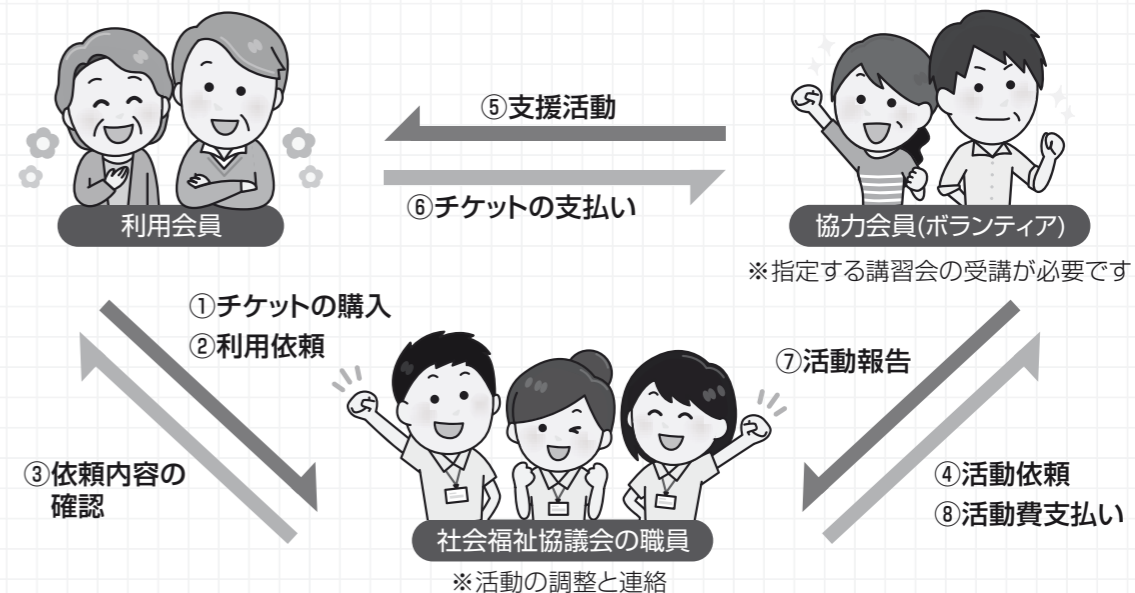 ⑤支援活動
⑥チケットの支払い
利用会員
協力会員(ボランティア)
※指定する講習会の受講が必要です
①チケットの購入
②利用依頼
⑦活動報告
③依頼内容の
確認
④活動依頼
⑧活動費支払い
社会福祉協議会の職員
※活動の調整と連絡